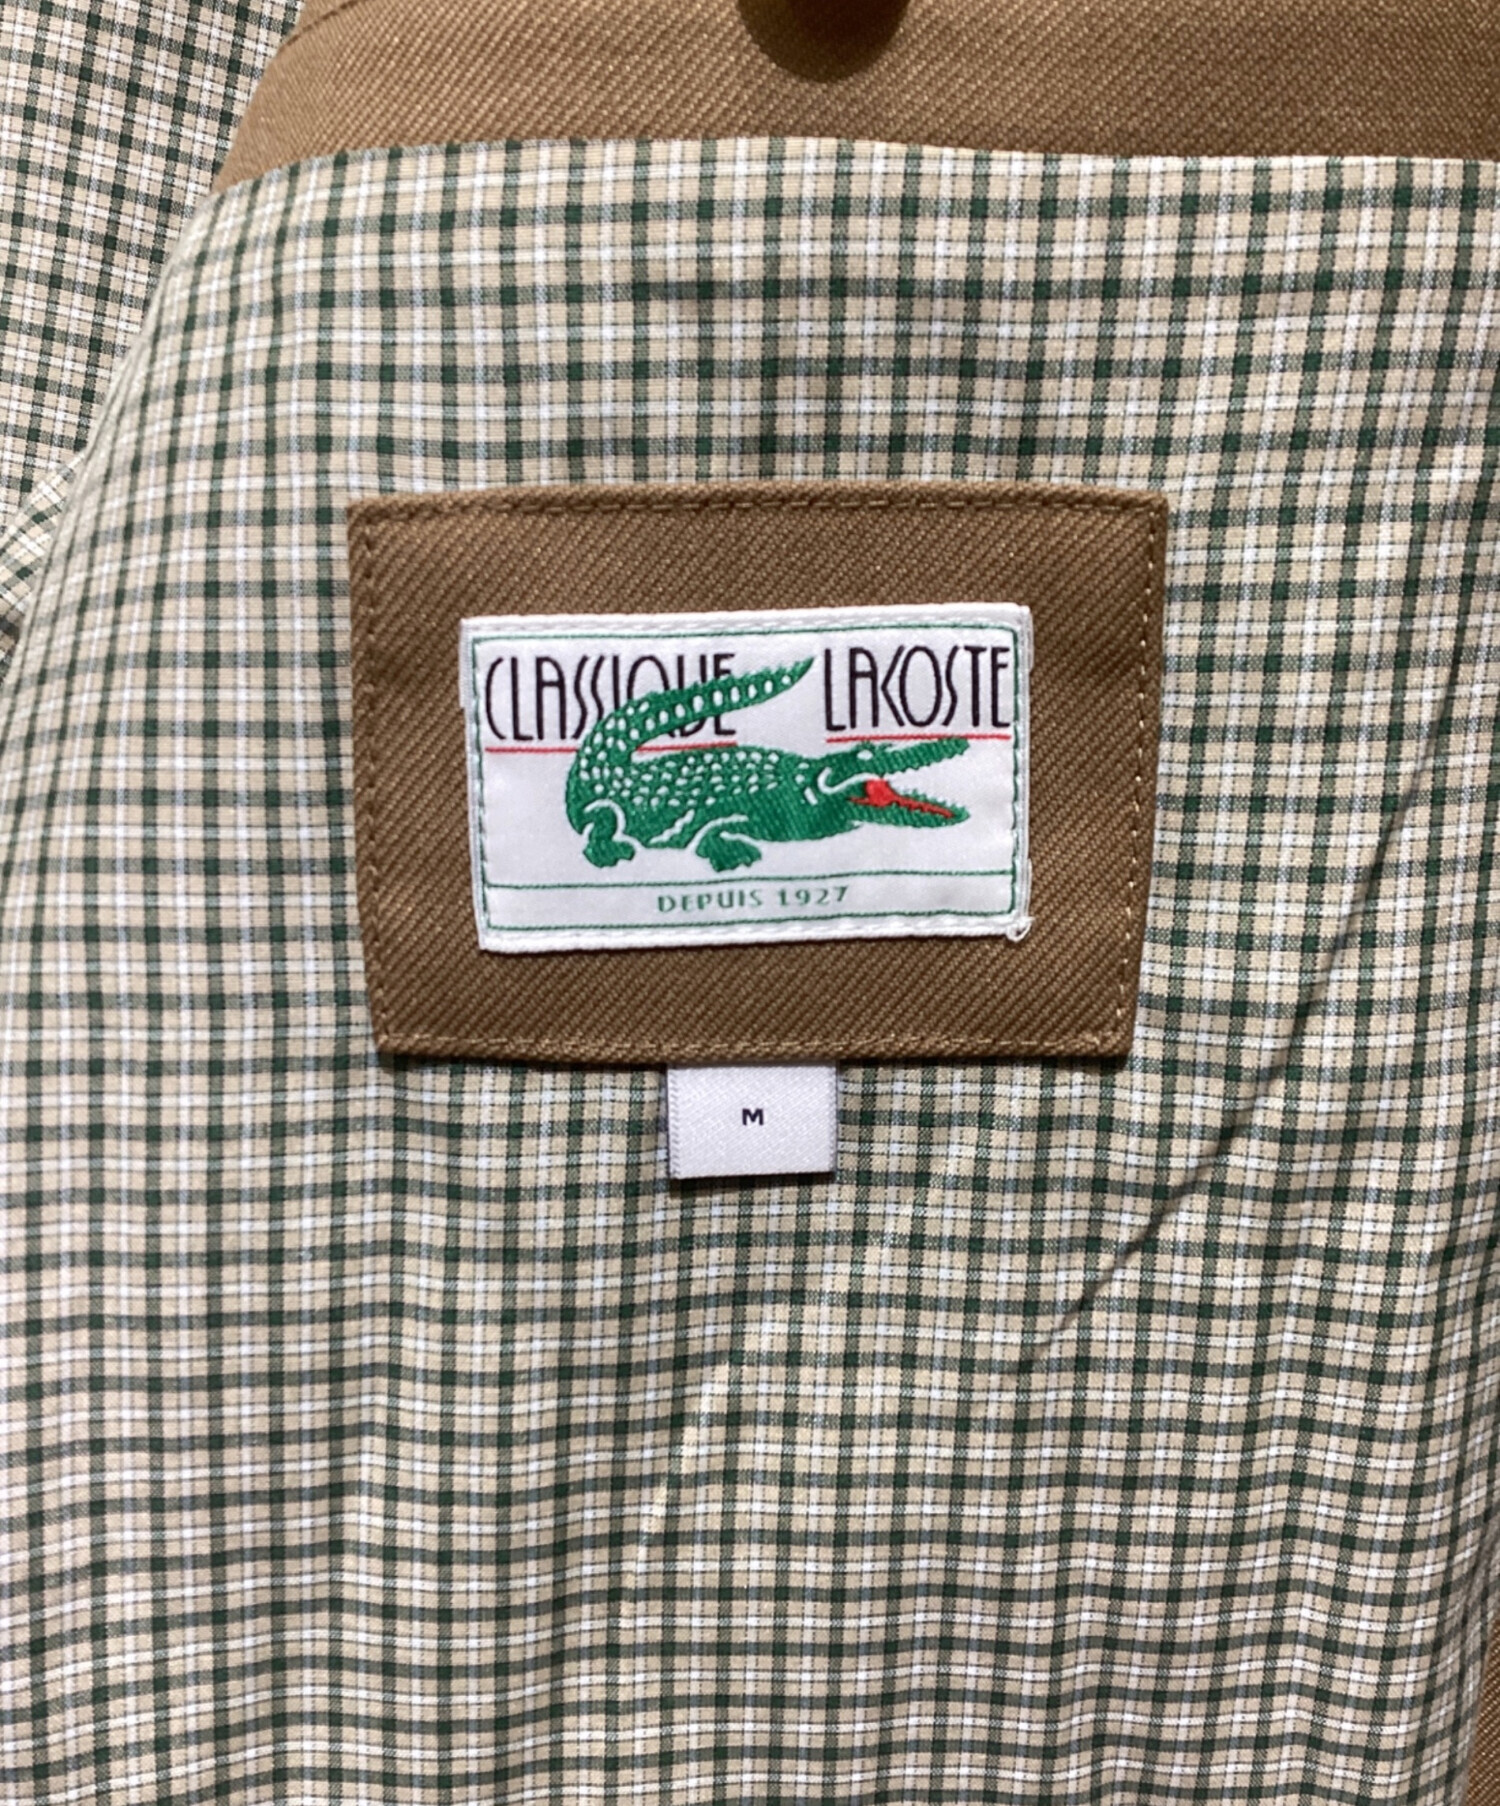 CLASSIQUE LACOSTE
DEPUIS 1927
M